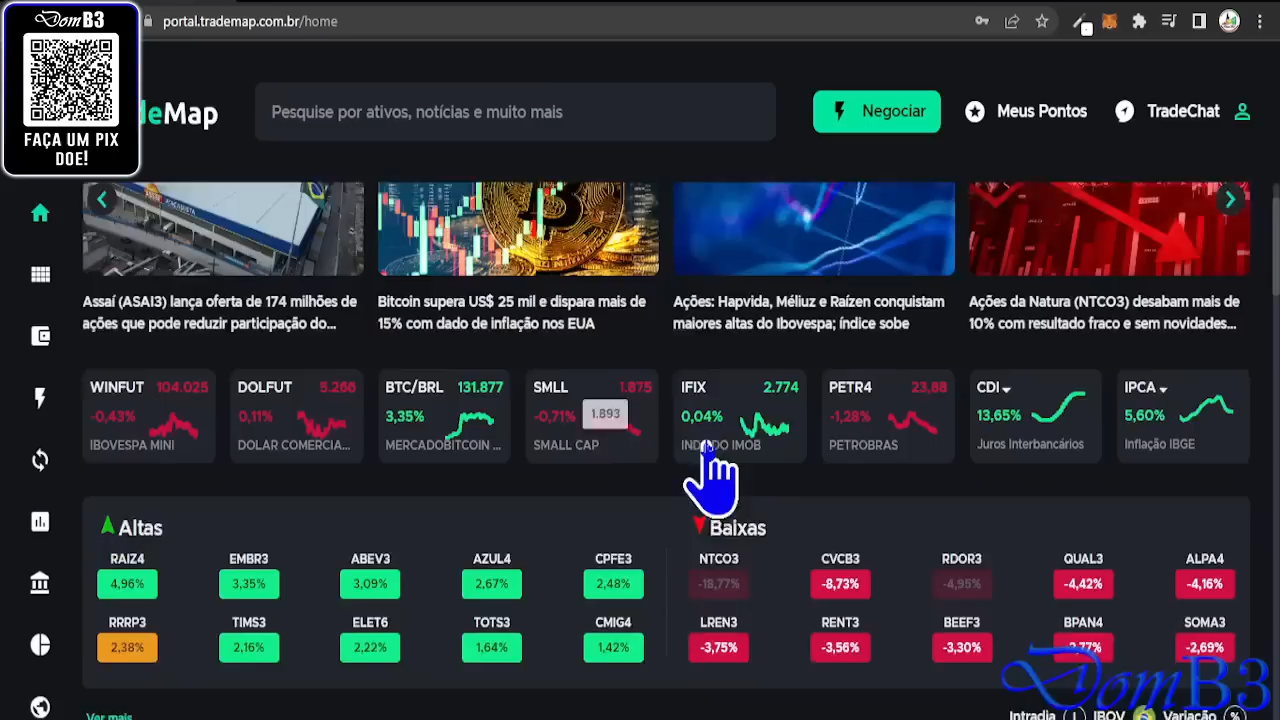 DomB3
FAÇA UM PIX
DOE!
portal.trademap.com.br/home
deMap
Pesquise por ativos, notícias e muito mais
Negociar
Meus Pontos
TradeChat
Assaí (ASAI3) lança oferta de 174 milhões de
ações que pode reduzir participação do...
Bitcoin supera US$ 25 mil e dispara mais de
15% com dado de inflação nos EUA
Ações: Hapvida, Méliuz e Raízen conquistam
maiores altas do Ibovespa; índice sobe
Ações da Natura (NTCO3) desabam mais de
10% com resultado fraco e sem novidades...
WINFUT 104.025
-0,43%
IBOVESPA MINI
DOLFUT 5.266
0,11%
DOLAR COMERCIA...
BTC/BRL 131.877
3,35%
MERCADOBITCOIN ...
SMLL 1.875
-0,71% 1.893
SMALL CAP
IFIX 2.774
0,04%
IMOB
PETR4 23,88
-1,28%
PETROBRAS
CDI
13,65%
Juros Interbancários
IPCA
5,60%
Inflação IBGE
Altas
RAIZ4 EMBR3 ABEV3 AZUL4 CPFE3
4,96% 3,35% 3,09% 2,67% 2,48%
RRRP3 TIMS3 ELET6 TOTS3 CMIG4
2,38% 2,16% 2,22% 1,64% 1,42%
Baixas
NTCO3 CVCB3 RDOR3 QUAL3 ALPA4
-18,77% -8,73% -4,95% -4,42% -4,16%
LREN3 RENT3 BEEF3 BPAN4 SOMA3
-3,75% -3,56% -3,30% -2,69%
DomB3
Ver mais
Intradia IBOV Variação %